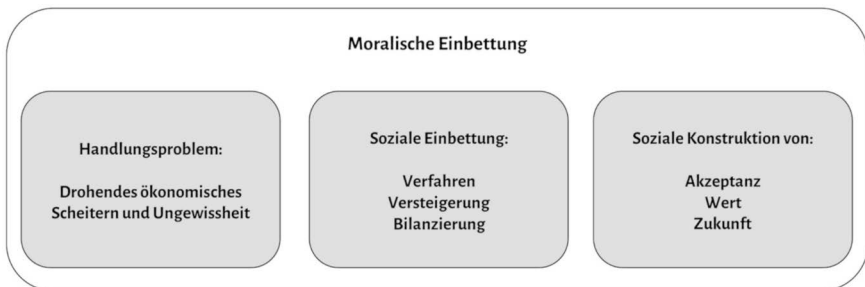 Moralische Einbettung
Handlungsproblem:
Drohendes ökonomisches
Scheitern und Ungewissheit
Soziale Einbettung:
Verfahren
Versteigerung
Bilanzierung
Soziale Konstruktion von:
Akzeptanz
Wert
Zukunft